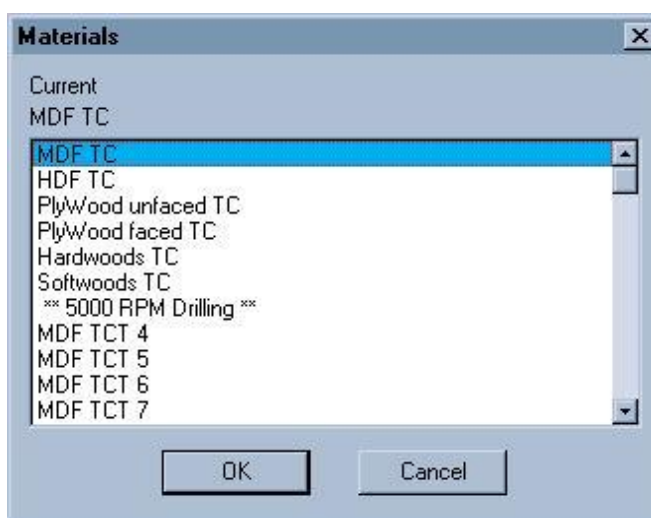 Materials
Current
MDF TC
MDF TC
HDF TC
PlyWood unfaced TC
PlyWood faced TC
Hardwoods TC
Softwoods TC
** 5000 RPM Drilling **
MDF TCT 4
MDF TCT 5
MDF TCT 6
MDF TCT 7
OK Cancel